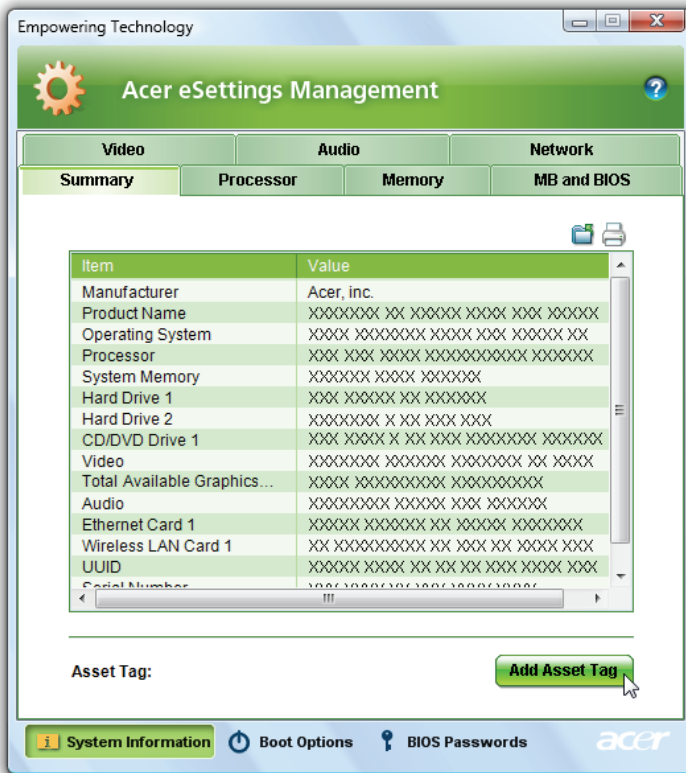 Empowering Technology
Acer eSettings Management
Video Audio Network
Summary Processor Memory MB and BIOS
Item Value
Manufacturer Acer, inc.
Product Name XXXXXXX XX XXXXX XXXX XXX XXXXX
Operating System XXXX XXXXXXX XXXX XXX XXXXX XX
Processor XXX XXX XXXX XXXXXXXXXX XXXXXX
System Memory XXXXXX XXXX XXXXXX
Hard Drive 1 XXX XXXXX XX XXXXXX
Hard Drive 2 XXXXXXX X XX XXX XXX
CD/DVD Drive 1 XXX XXXX X XX XXX XXXXXXX XXXXXX
Video XXXXXXXX XXXXXX XXXXXXX XX XXXX
Total Available Graphics... XXXX XXXXXXXXXX XXXXXXXXX
Audio XXXXXXXX XXXXX XXX XXXXXX
Ethernet Card 1 XXXXX XXXXXX XX XXXXX XXXXXXX
Wireless LAN Card 1 XX XXXXXXXXX XX XXX XX XXXX XXX
UUID XXXXX XXXX XX XX XX XXX XXXX XXX
Serial Number
Asset Tag: Add Asset Tag
System Information Boot Options BIOS Passwords acer